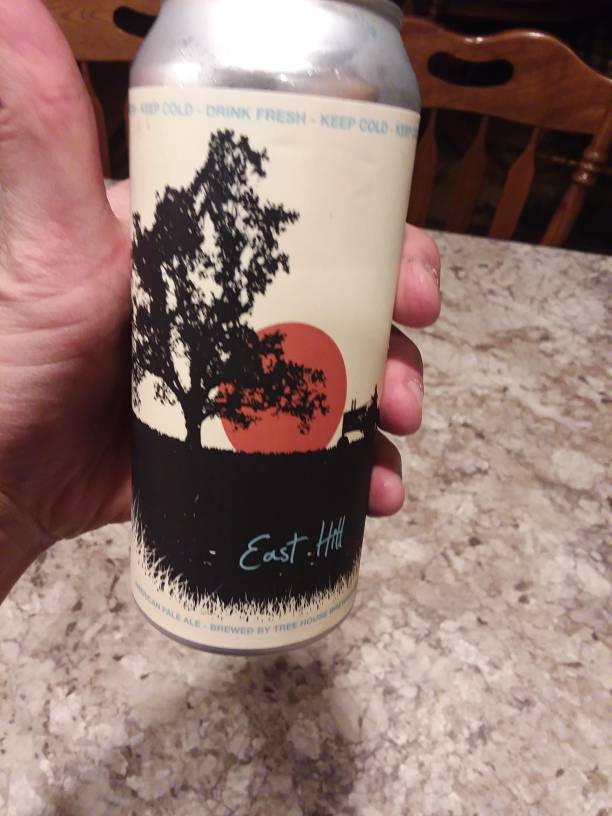 KEEP COLD - DRINK FRESH - KEEP COLD -
East Hill
PALE ALE - BREWED BY TREE HOUSE